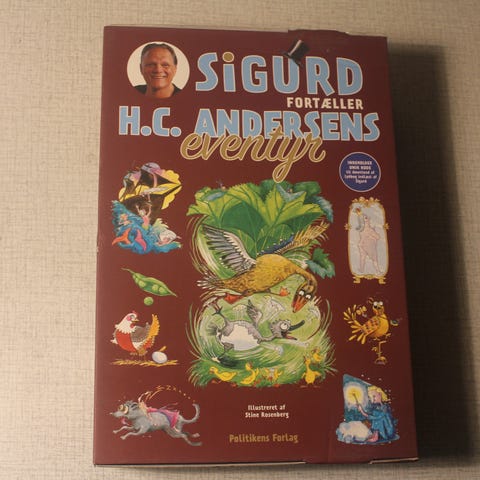 SiGURD
FORTÆLLER
H.C. ANDERSENS
eventyr
INDEHOLDER
UNIK KODE
til download af
lydbog indlæst af
Sigurd
Illustreret af
Stine Rosenberg
Politikens Forlag